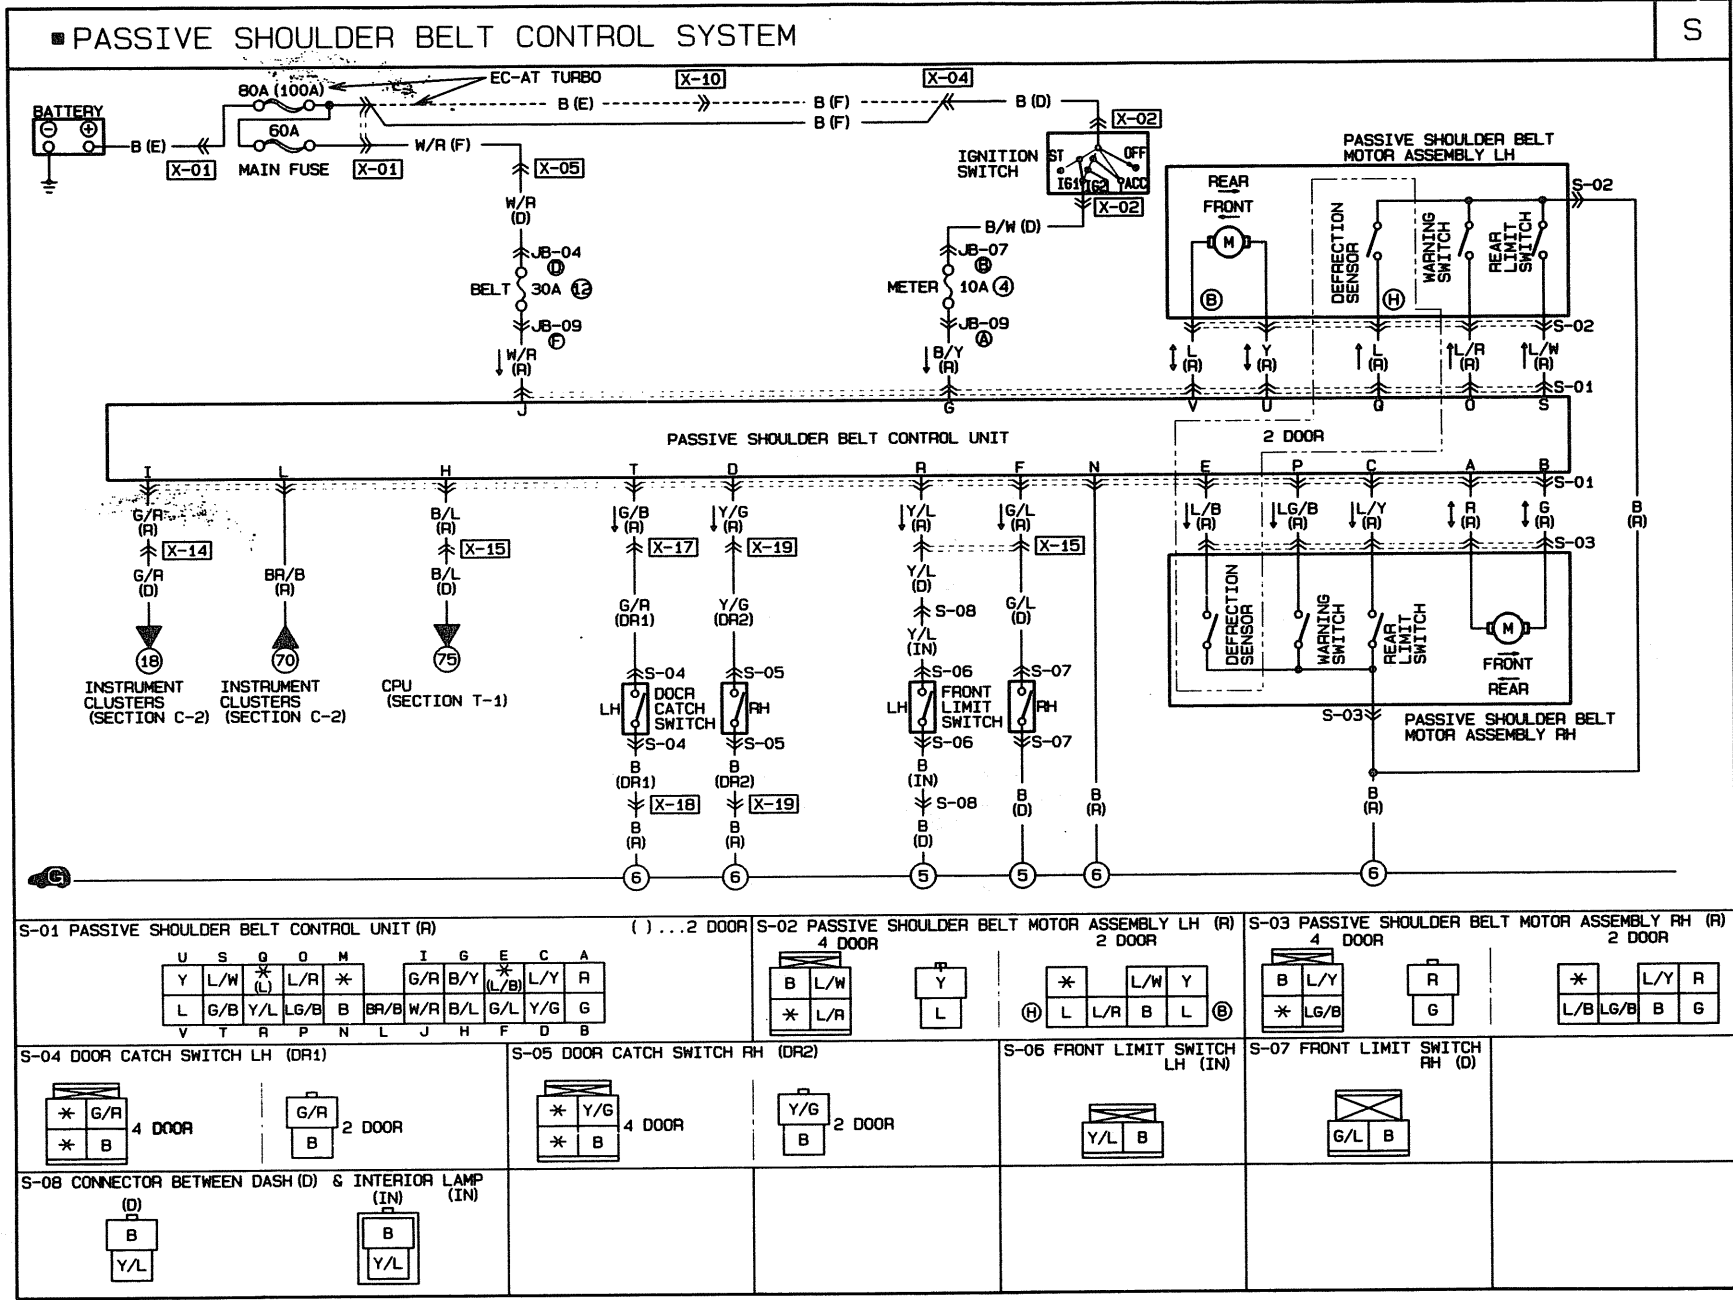 ■ PASSIVE SHOULDER BELT CONTROL SYSTEM
S
EC-AT TURBO
X-10
X-04
80A (100A)
BATTERY
B (E)
B (F)
B (D)
B (F)
X-02
60A
B (E)
W/R (F)
X-01
MAIN FUSE
X-01
X-05
IGNITION
SWITCH
ST
OFF
IG1
IG2
ACC
X-02
PASSIVE SHOULDER BELT
MOTOR ASSEMBLY LH
REAR
FRONT
M
DEFRECTION
SENSOR
WARNING
SWITCH
REAR
LIMIT
SWITCH
S-02
W/R
(D)
B/W (D)
JB-04
D
BELT
30A
12
JB-09
F
W/R
(R)
JB-07
B
METER
10A
4
JB-09
A
B/Y
(R)
B
H
S-02
L
(R)
Y
(R)
L
(R)
L/R
(R)
L/W
(R)
S-01
J
G
V
U
Q
O
S
PASSIVE SHOULDER BELT CONTROL UNIT
2 DOOR
I
L
H
T
D
R
F
N
E
P
C
A
B
S-01
G/R
(R)
B/L
(R)
G/B
(R)
Y/G
(R)
Y/L
(R)
G/L
(R)
L/B
(R)
LG/B
(R)
L/Y
(R)
R
(R)
G
(R)
B
(R)
X-14
X-15
X-17
X-19
X-15
S-03
G/R
(D)
BR/B
(R)
B/L
(D)
G/R
(DR1)
Y/G
(DR2)
Y/L
(D)
S-08
Y/L
(IN)
G/L
(D)
DEFRECTION
SENSOR
WARNING
SWITCH
REAR
LIMIT
SWITCH
M
FRONT
REAR
18
70
75
INSTRUMENT
CLUSTERS
(SECTION C-2)
INSTRUMENT
CLUSTERS
(SECTION C-2)
CPU
(SECTION T-1)
S-04
S-05
S-06
S-07
LH
DOCR
CATCH
SWITCH
RH
LH
FRONT
LIMIT
SWITCH
RH
S-04
S-05
S-06
S-07
S-03
PASSIVE SHOULDER BELT
MOTOR ASSEMBLY RH
B
(DR1)
B
(DR2)
B
(IN)
X-18
X-19
S-08
B
(R)
B
(R)
B
(D)
B
(D)
B
(R)
B
(R)
G
6
6
5
5
6
6
S-01 PASSIVE SHOULDER BELT CONTROL UNIT (R)
( )...2 DOOR
U S Q O M I G E C A
Y L/W * (L) L/R * G/R B/Y * (L/B) L/Y R
L G/B Y/L LG/B B BR/B W/R B/L G/L Y/G G
V T R P N L J H F D B
S-02 PASSIVE SHOULDER BELT MOTOR ASSEMBLY LH (R)
4 DOOR
2 DOOR
B L/W
* L/R
Y
L
* L/W Y
H L L/R B L B
S-03 PASSIVE SHOULDER BELT MOTOR ASSEMBLY RH (R)
4 DOOR
2 DOOR
B L/Y
* LG/B
R
G
* L/Y R
L/B LG/B B G
S-04 DOOR CATCH SWITCH LH (DR1)
* G/R
* B
4 DOOR
G/R
B
2 DOOR
S-05 DOOR CATCH SWITCH RH (DR2)
* Y/G
* B
4 DOOR
Y/G
B
2 DOOR
S-06 FRONT LIMIT SWITCH
LH (IN)
Y/L B
S-07 FRONT LIMIT SWITCH
RH (D)
G/L B
S-08 CONNECTOR BETWEEN DASH (D) & INTERIOR LAMP
(IN)
(D)
B
Y/L
(IN)
B
Y/L